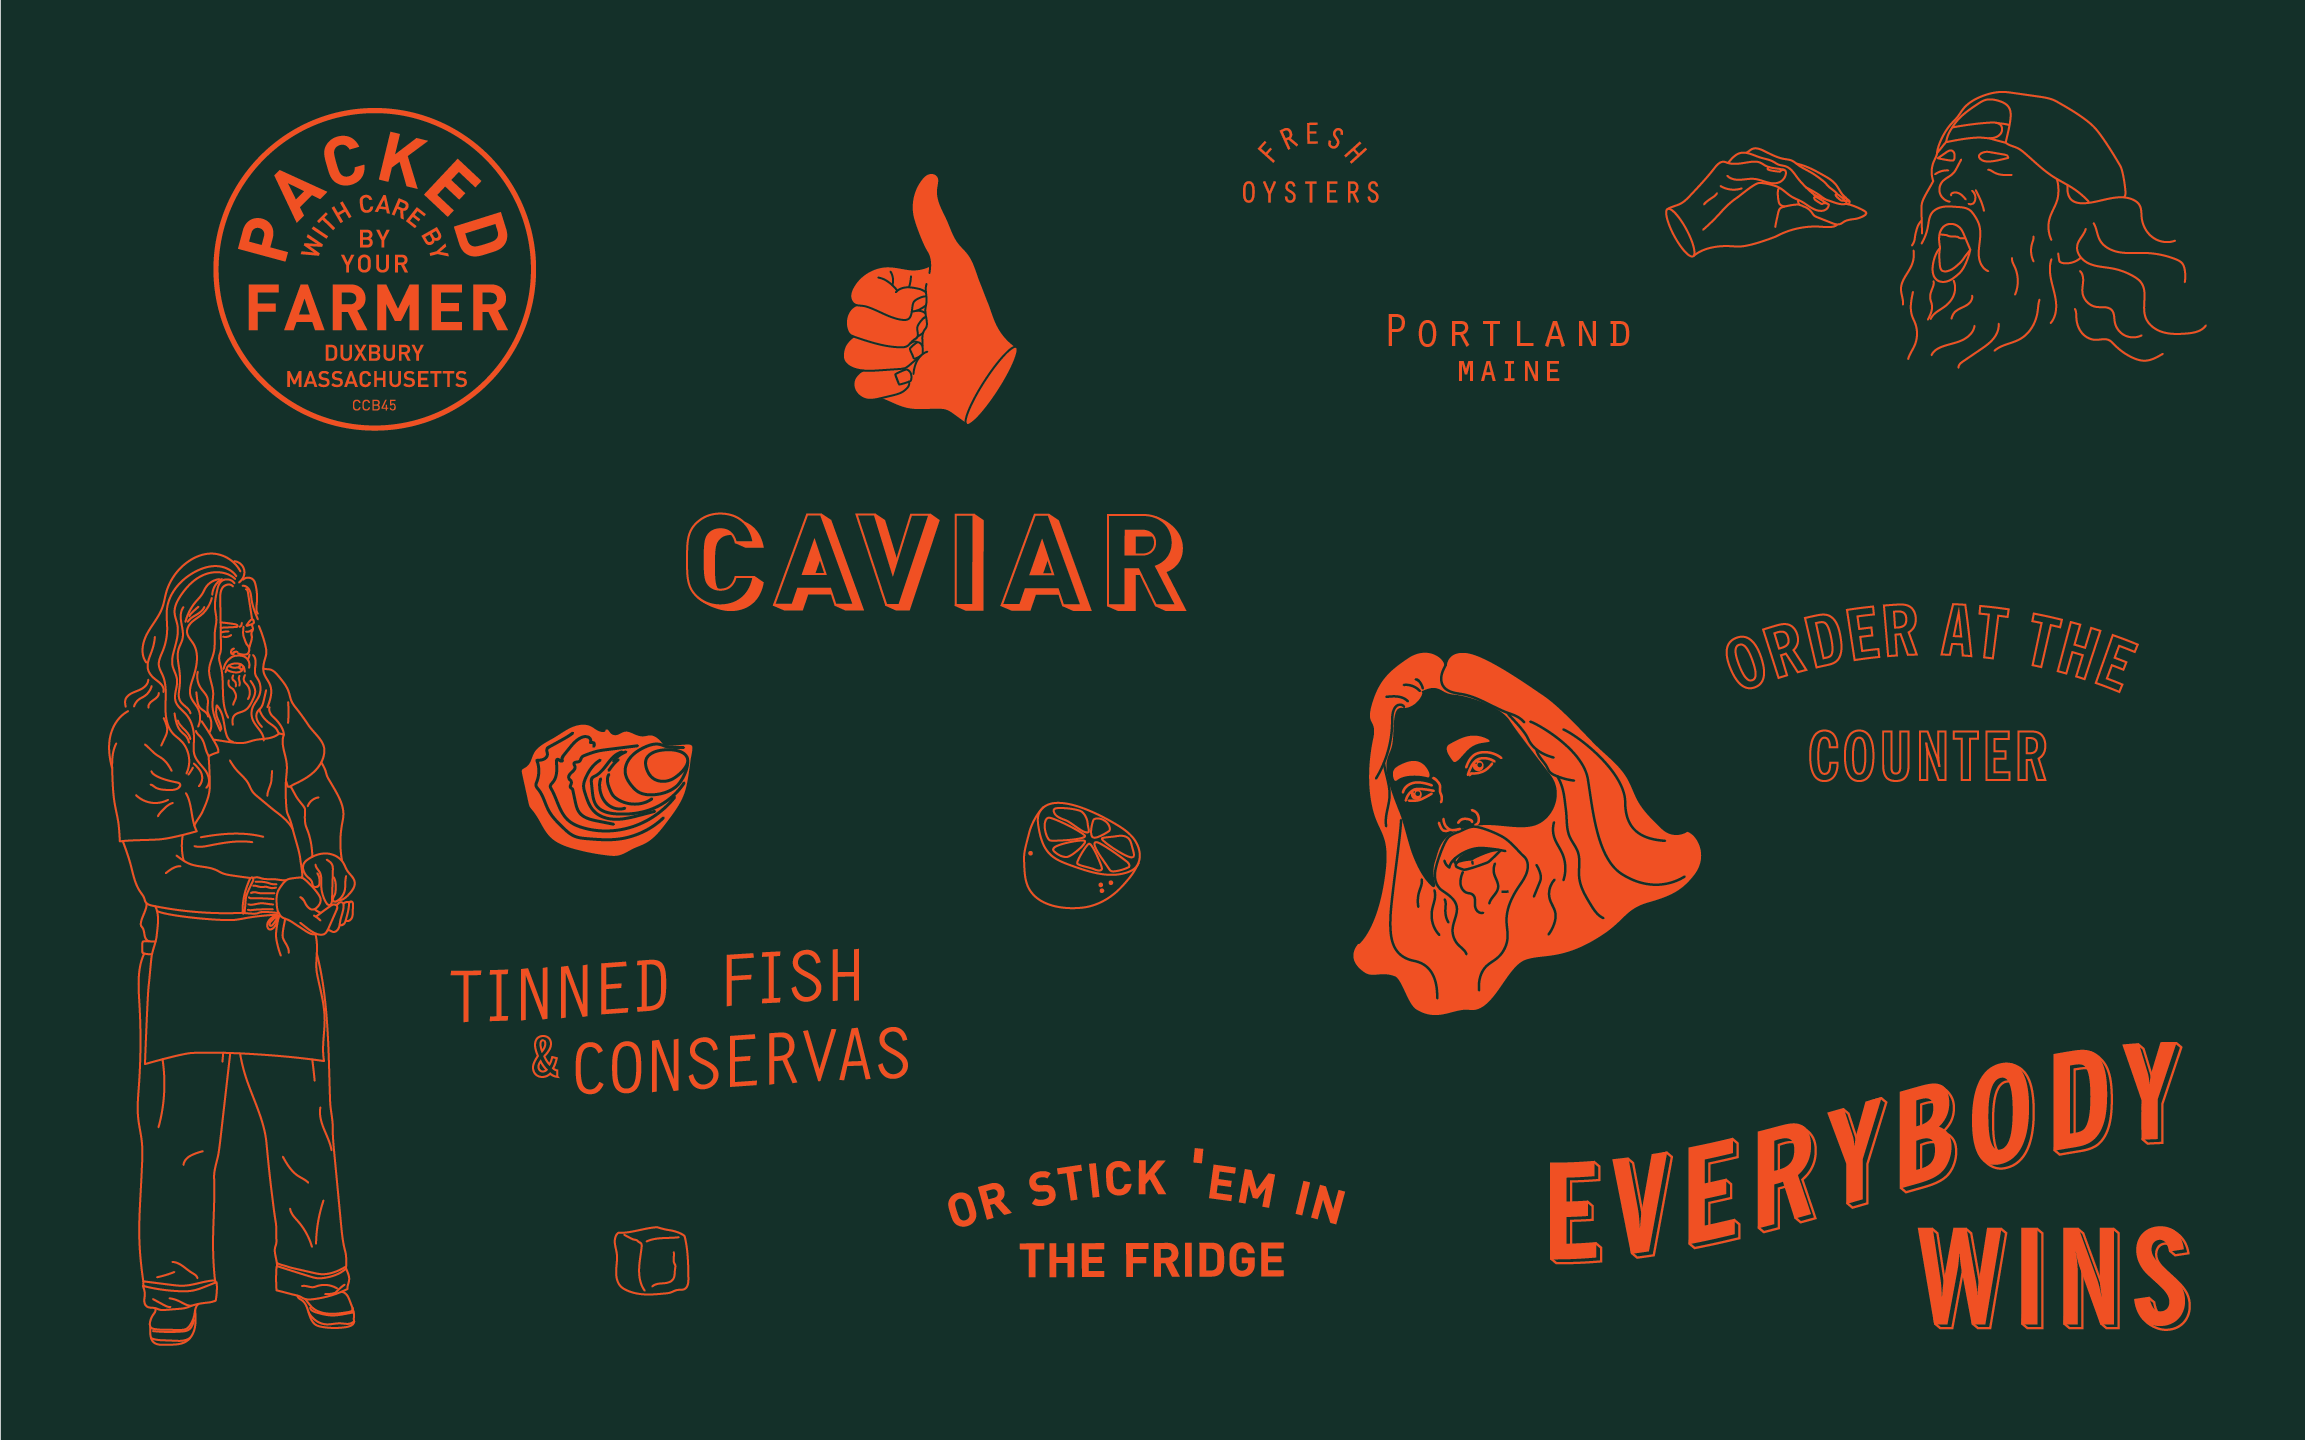 PACKED
WITH CARE BY
BY
YOUR
FARMER
DUXBURY
MASSACHUSETTS
CCB45
FRESH
OYSTERS
PORTLAND
MAINE
CAVIAR
ORDER AT THE
COUNTER
TINNED FISH
& CONSERVAS
OR STICK 'EM IN
THE FRIDGE
EVERYBODY
WINS